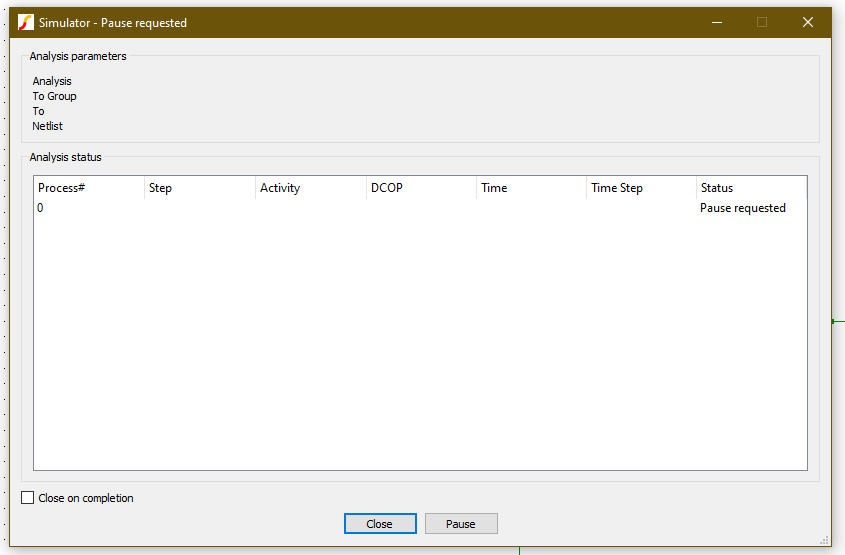 Simulator - Pause requested
Analysis parameters
Analysis
To Group
To
Netlist
Analysis status
Process# Step Activity DCOP Time Time Step Status
0 Pause requested
Close on completion
Close Pause